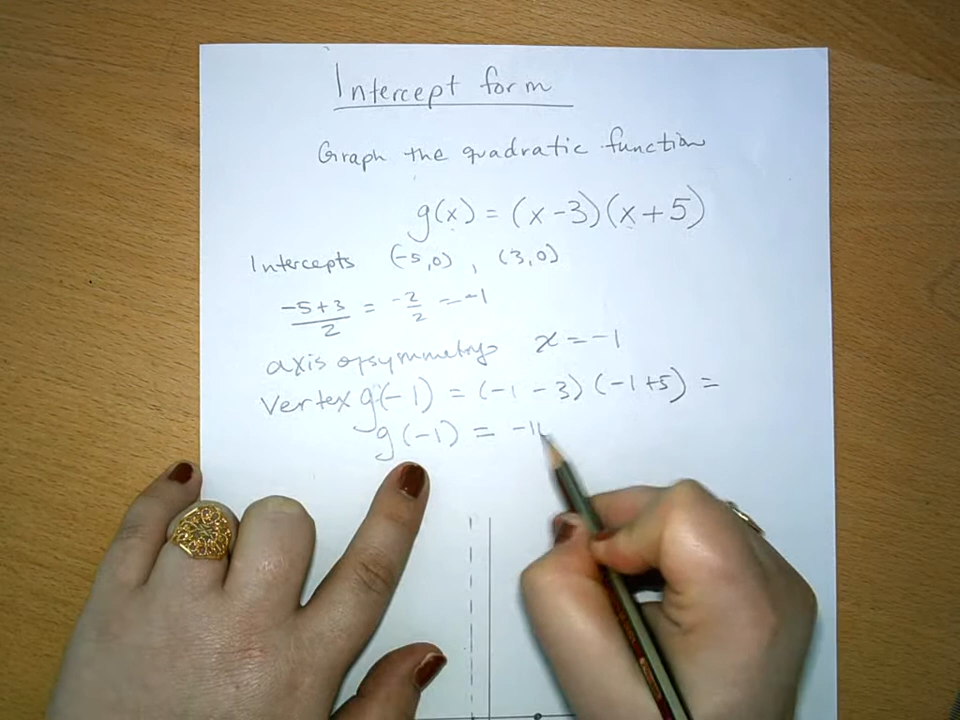 Intercept form
Graph the quadratic function
g(x) = (x-3)(x+5)
Intercepts (-5,0), (3,0)
-5+3/2 = -2/2 = -1
axis of symmetry x = -1
Vertex g(-1) = (-1-3)(-1+5) =
g(-1) =